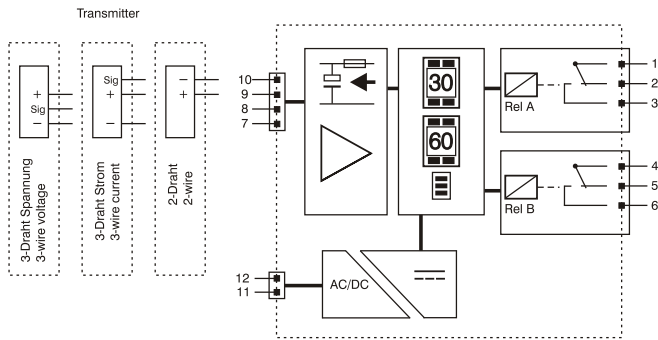 Transmitter
+
Sig
−
3-Draht Spannung
3-wire voltage
Sig
+
−
3-Draht Strom
3-wire current
−
+
2-Draht
2-wire
10
9
8
7
30
60
Rel A
1
2
3
Rel B
4
5
6
12
11
AC/DC